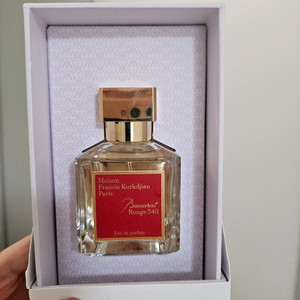 Maison
Francis Kurkdjian
Paris
Baccarat
Rouge 540
Eau de parfum